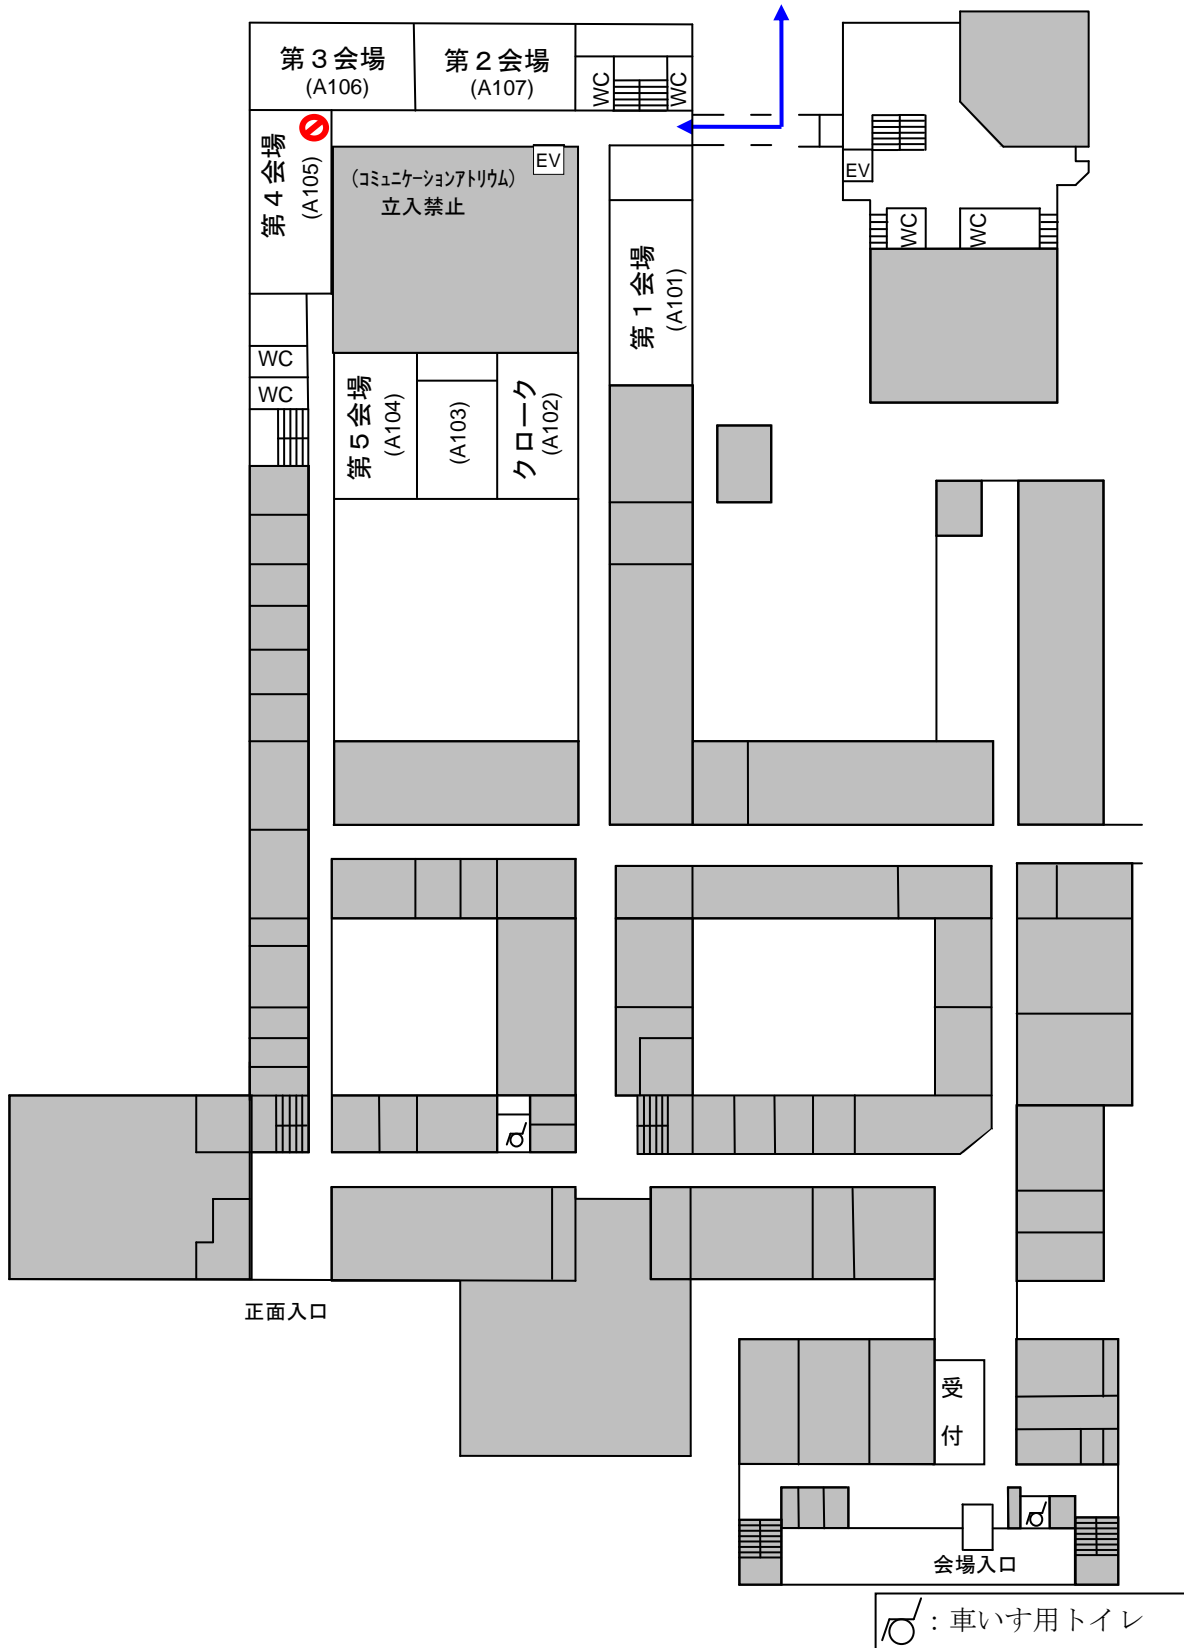 第３会場
(A106)
第２会場
(A107)
WC
WC
第４会場
(A105)
EV
(ｺﾐｭﾆｹｰｼｮﾝｱﾄﾘｳﾑ)
立入禁止
EV
WC
WC
第１会場
(A101)
WC
WC
第５会場
(A104)
(A103)
クローク
(A102)
正面入口
受
付
会場入口
：車いす用トイレ